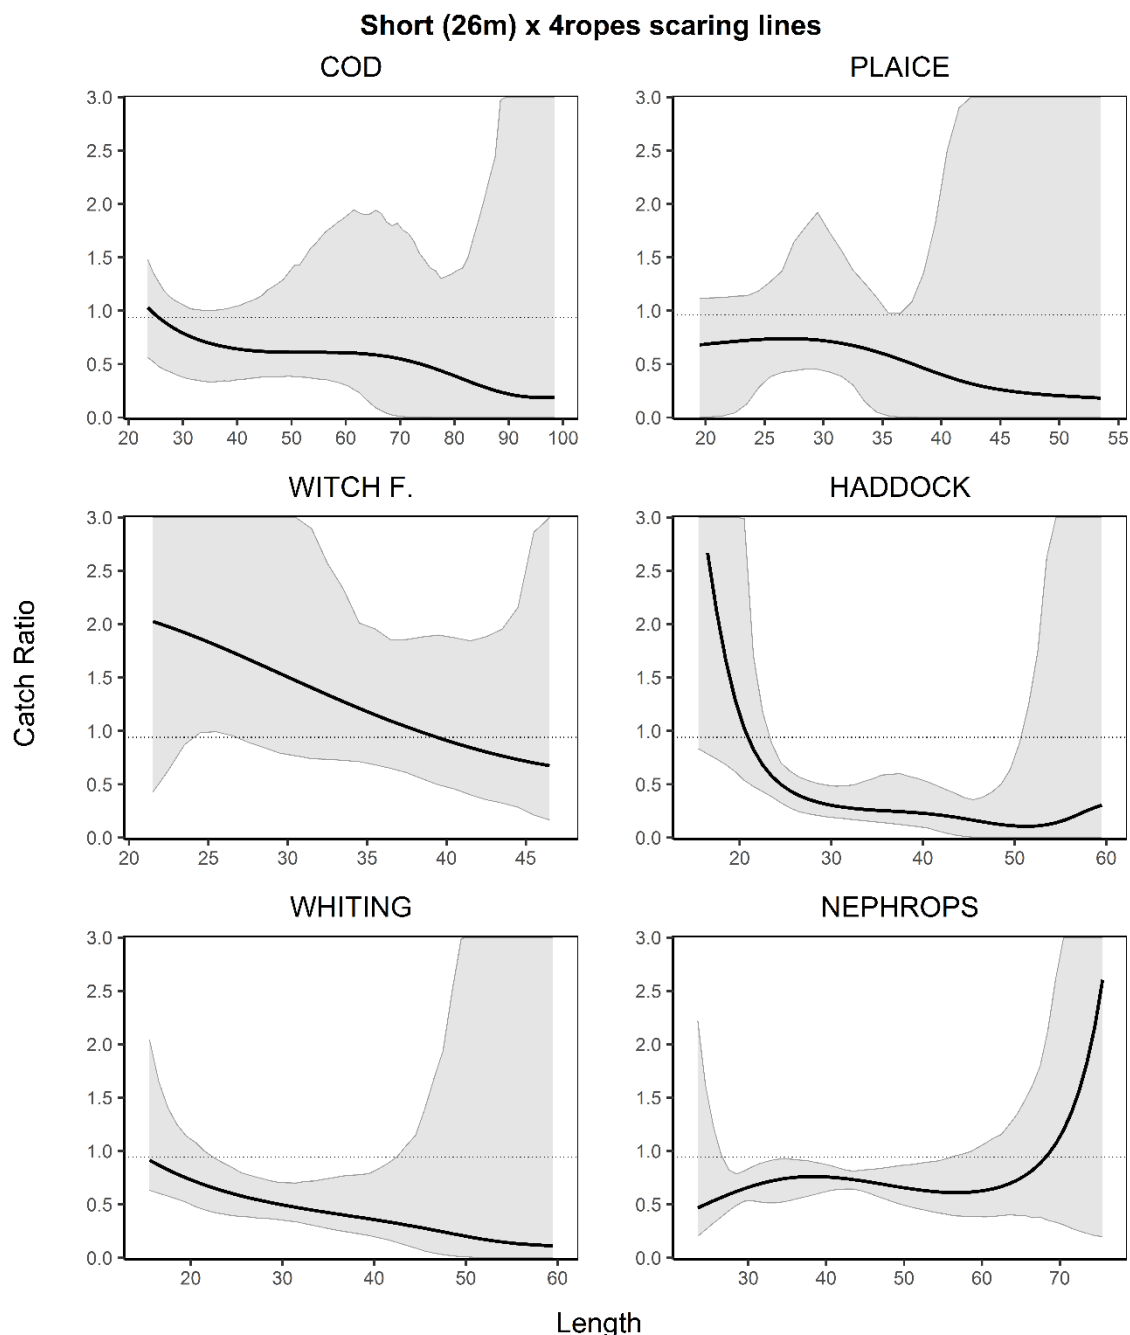 Short (26m) x 4ropes scaring lines
COD
PLAICE
3.0
2.5
2.0
1.5
1.0
0.5
0.0
20 30 40 50 60 70 80 90 100
3.0
2.5
2.0
1.5
1.0
0.5
0.0
20 25 30 35 40 45 50 55
WITCH F.
HADDOCK
3.0
2.5
2.0
1.5
1.0
0.5
0.0
20 25 30 35 40 45
3.0
2.5
2.0
1.5
1.0
0.5
0.0
20 30 40 50 60
Catch Ratio
WHITING
NEPHROPS
3.0
2.5
2.0
1.5
1.0
0.5
0.0
20 30 40 50 60
3.0
2.5
2.0
1.5
1.0
0.5
0.0
30 40 50 60 70
Length